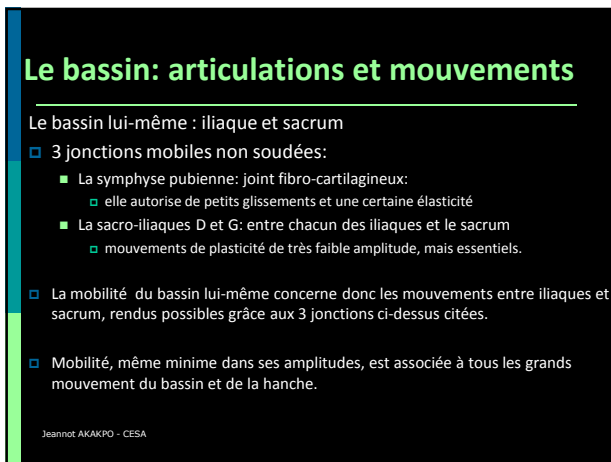 Le bassin: articulations et mouvements
Le bassin lui-même : iliaque et sacrum
3 jonctions mobiles non soudées:
La symphyse pubienne: joint fibro-cartilagineux:
elle autorise de petits glissements et une certaine élasticité
La sacro-iliaques D et G: entre chacun des iliaques et le sacrum
mouvements de plasticité de très faible amplitude, mais essentiels.
La mobilité du bassin lui-même concerne donc les mouvements entre iliaques et
sacrum, rendus possibles grâce aux 3 jonctions ci-dessus citées.
Mobilité, même minime dans ses amplitudes, est associée à tous les grands
mouvement du bassin et de la hanche.
Jeannot AKAKPO - CESA